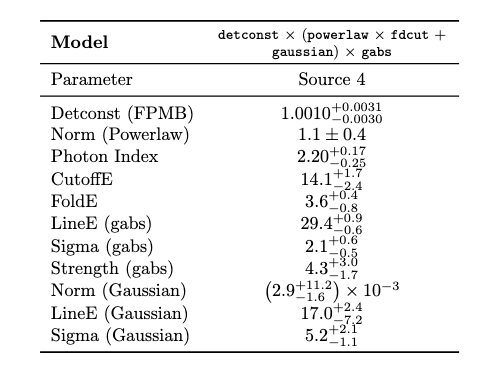 Model detconst × (powerlaw × fdcut +
gaussian) × gabs
Parameter Source 4
Detconst (FPMB) 1.0010^{+0.0031}_{−0.0030}
Norm (Powerlaw) 1.1 ± 0.4
Photon Index 2.20^{+0.17}_{−0.25}
CutoffE 14.1^{+1.7}_{−2.4}
FoldE 3.6^{+0.4}_{−0.8}
LineE (gabs) 29.4^{+0.9}_{−0.6}
Sigma (gabs) 2.1^{+0.6}_{−0.5}
Strength (gabs) 4.3^{+3.0}_{−1.7}
Norm (Gaussian) (2.9^{+11.2}_{−1.6}) × 10^{−3}
LineE (Gaussian) 17.0^{+2.4}_{−7.2}
Sigma (Gaussian) 5.2^{+2.1}_{−1.1}